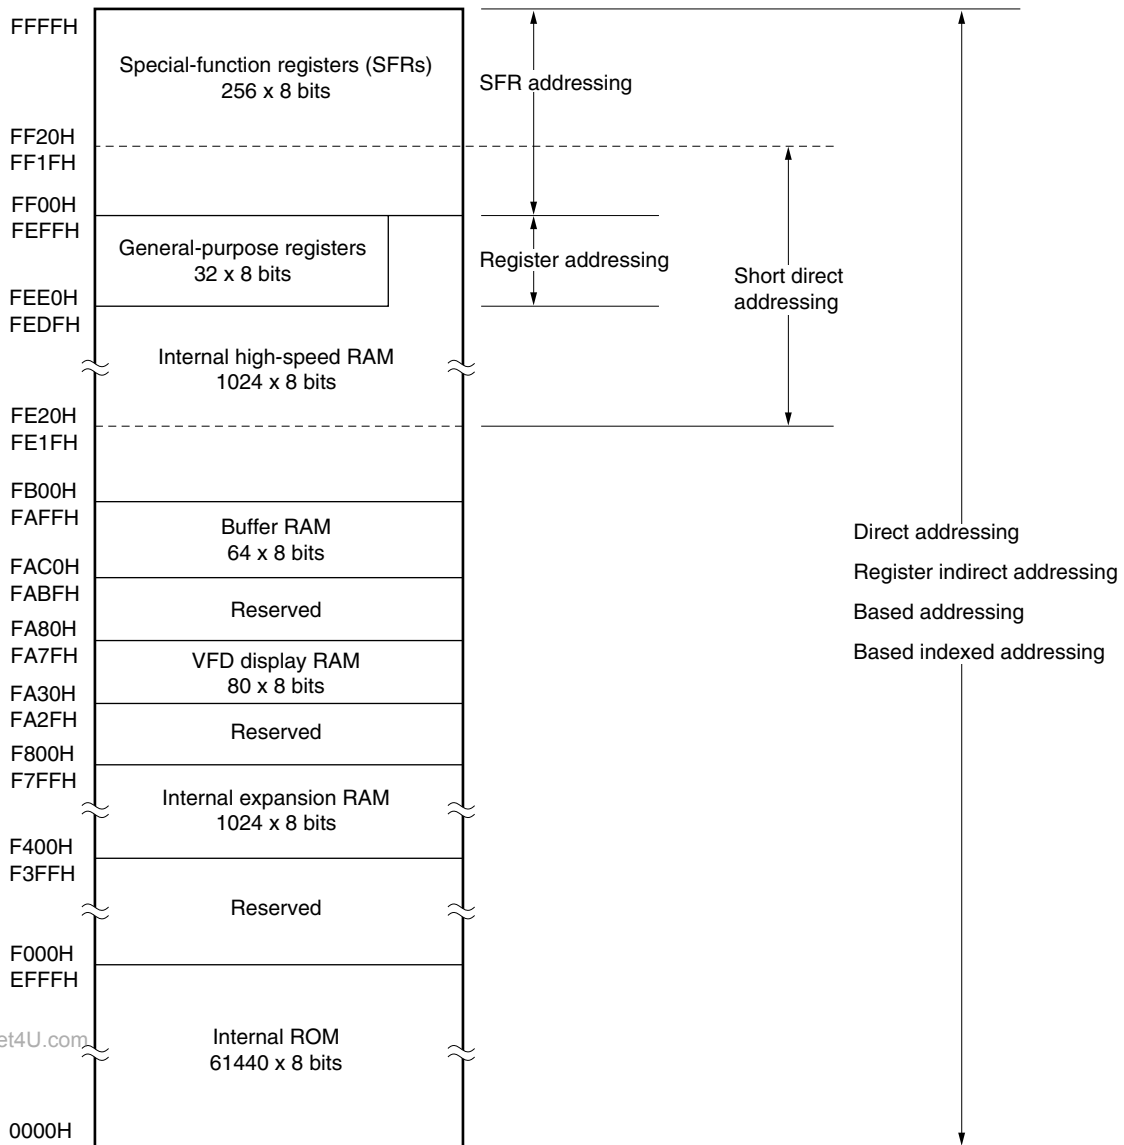 FFFFH
Special-function registers (SFRs)
256 x 8 bits
SFR addressing
FF20H
FF1FH
FF00H
FEFFH
General-purpose registers
32 x 8 bits
Register addressing
Short direct
addressing
FEE0H
FEDFH
Internal high-speed RAM
1024 x 8 bits
FE20H
FE1FH
FB00H
FAFFH
Buffer RAM
64 x 8 bits
Direct addressing
Register indirect addressing
Based addressing
Based indexed addressing
FAC0H
FABFH
Reserved
FA80H
FA7FH
VFD display RAM
80 x 8 bits
FA30H
FA2FH
Reserved
F800H
F7FFH
Internal expansion RAM
1024 x 8 bits
F400H
F3FFH
Reserved
F000H
EFFFH
et4U.com
Internal ROM
61440 x 8 bits
0000H